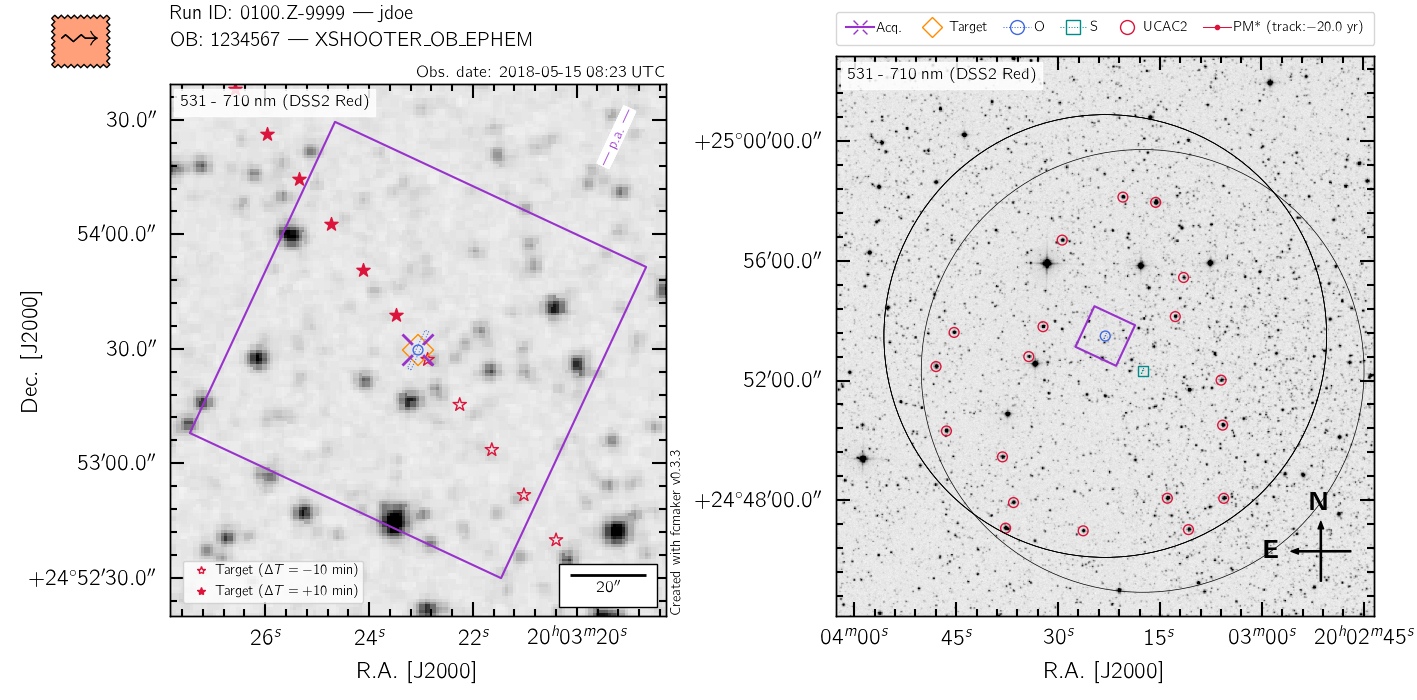 Run ID: 0100.Z-9999 — jdoe
OB: 1234567 — XSHOOTER_OB_EPHEM
Obs. date: 2018-05-15 08:23 UTC
531 - 710 nm (DSS2 Red)
— p.a. —
30.0″
54′00.0″
30.0″
53′00.0″
+24°52′30.0″
Dec. [J2000]
Target (ΔT = −10 min)
Target (ΔT = +10 min)
20″
Created with fcmaker v0.3.3
26s 24s 22s 20h03m20s
R.A. [J2000]
Acq. Target O S UCAC2 PM* (track:−20.0 yr)
531 - 710 nm (DSS2 Red)
+25°00′00.0″
56′00.0″
52′00.0″
+24°48′00.0″
N
E
04m00s 45s 30s 15s 03m00s 20h02m45s
R.A. [J2000]